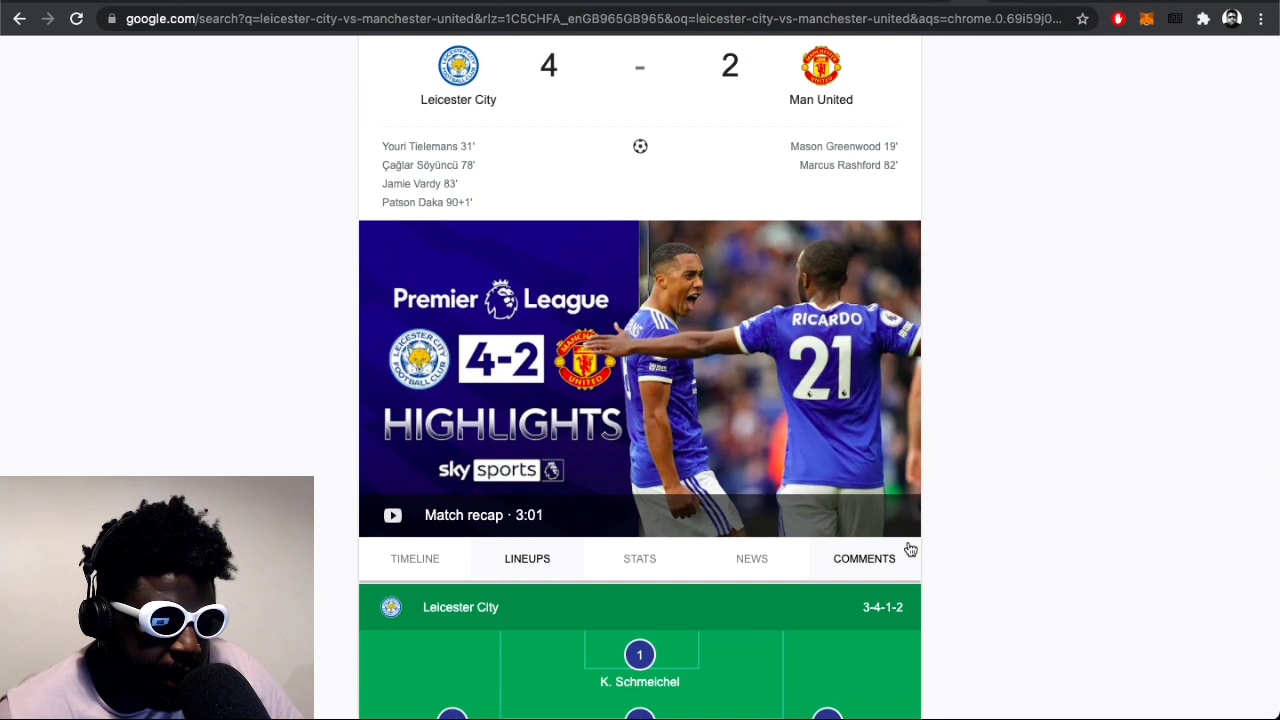 google.com/search?q=leicester-city-vs-manchester-united&rlz=1C5CHFA_enGB965GB965&oq=leicester-city-vs-manchester-united&aqs=chrome.0.69i59j0...
4 - 2
Leicester City Man United
Youri Tielemans 31' Mason Greenwood 19'
Çağlar Söyüncü 78' Marcus Rashford 82'
Jamie Vardy 83'
Patson Daka 90+1'
Premier League
4-2
HIGHLIGHTS
sky sports
RICARDO
21
Match recap · 3:01
TIMELINE LINEUPS STATS NEWS COMMENTS
Leicester City 3-4-1-2
1
K. Schmeichel